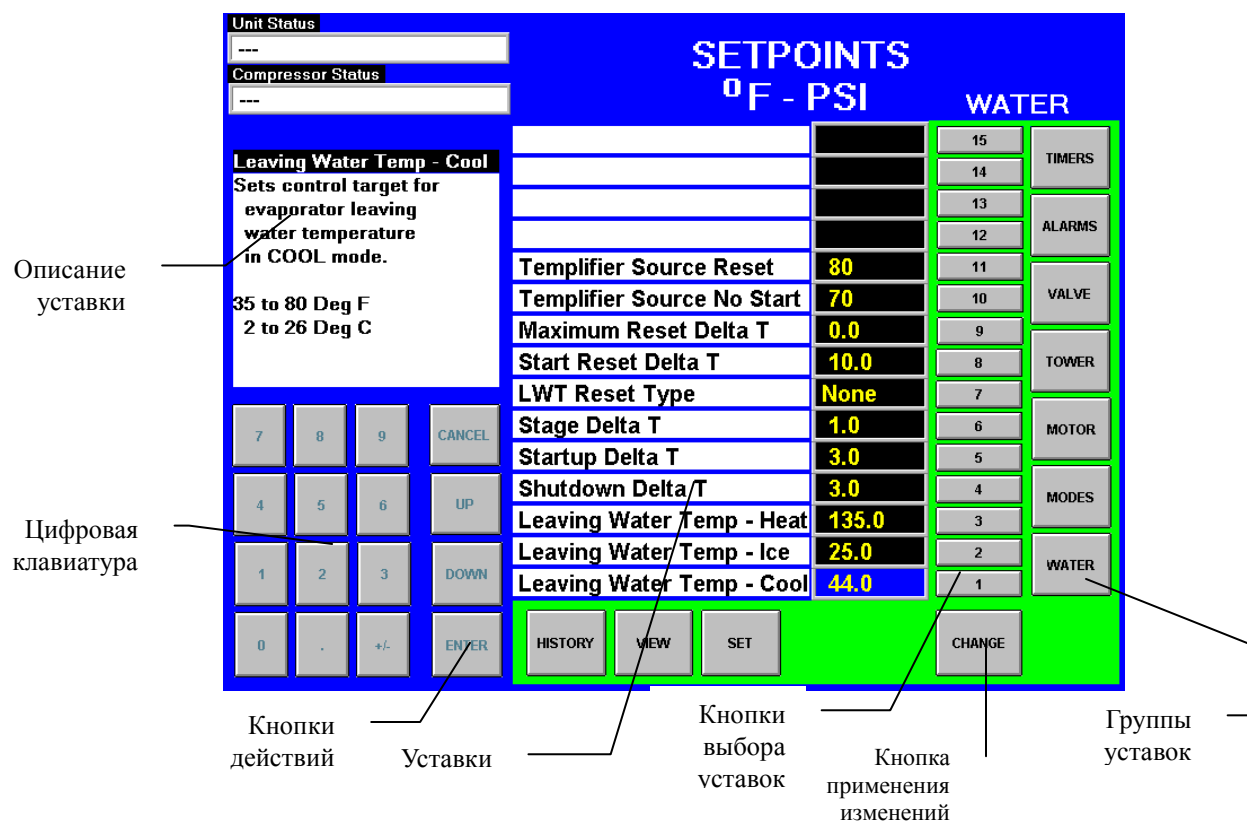 Unit Status
---
Compressor Status
---
SETPOINTS
ºF - PSI
WATER
Leaving Water Temp - Cool
Sets control target for
evaporator leaving
water temperature
in COOL mode.
35 to 80 Deg F
2 to 26 Deg C
15
14
13
12
Templifier Source Reset 80 11
Templifier Source No Start 70 10
Maximum Reset Delta T 0.0 9
Start Reset Delta T 10.0 8
LWT Reset Type None 7
Stage Delta T 1.0 6
Startup Delta T 3.0 5
Shutdown Delta T 3.0 4
Leaving Water Temp - Heat 135.0 3
Leaving Water Temp - Ice 25.0 2
Leaving Water Temp - Cool 44.0 1
TIMERS
ALARMS
VALVE
TOWER
MOTOR
MODES
WATER
7 8 9 CANCEL
4 5 6 UP
1 2 3 DOWN
0 . +/- ENTER
HISTORY VIEW SET CHANGE
Описание
уставки
Цифровая
клавиатура
Кнопки
действий
Уставки
Кнопки
выбора
уставок
Кнопка
применения
изменений
Группы
уставок